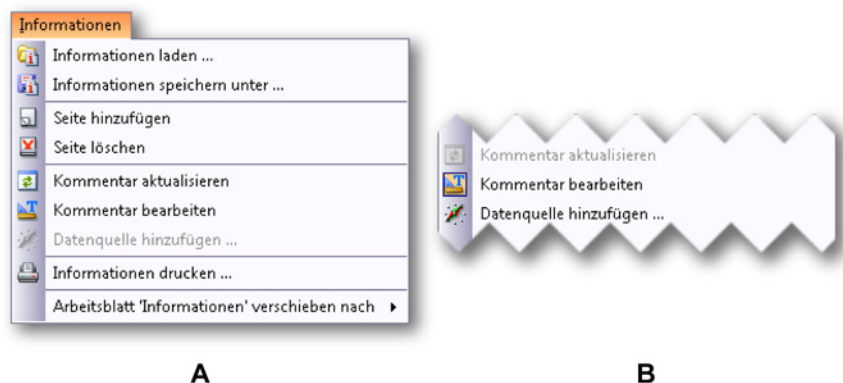 Informationen
Informationen laden ...
Informationen speichern unter ...
Seite hinzufügen
Seite löschen
Kommentar aktualisieren
Kommentar bearbeiten
Datenquelle hinzufügen ...
Informationen drucken ...
Arbeitsblatt 'Informationen' verschieben nach
A
Kommentar aktualisieren
Kommentar bearbeiten
Datenquelle hinzufügen ...
B